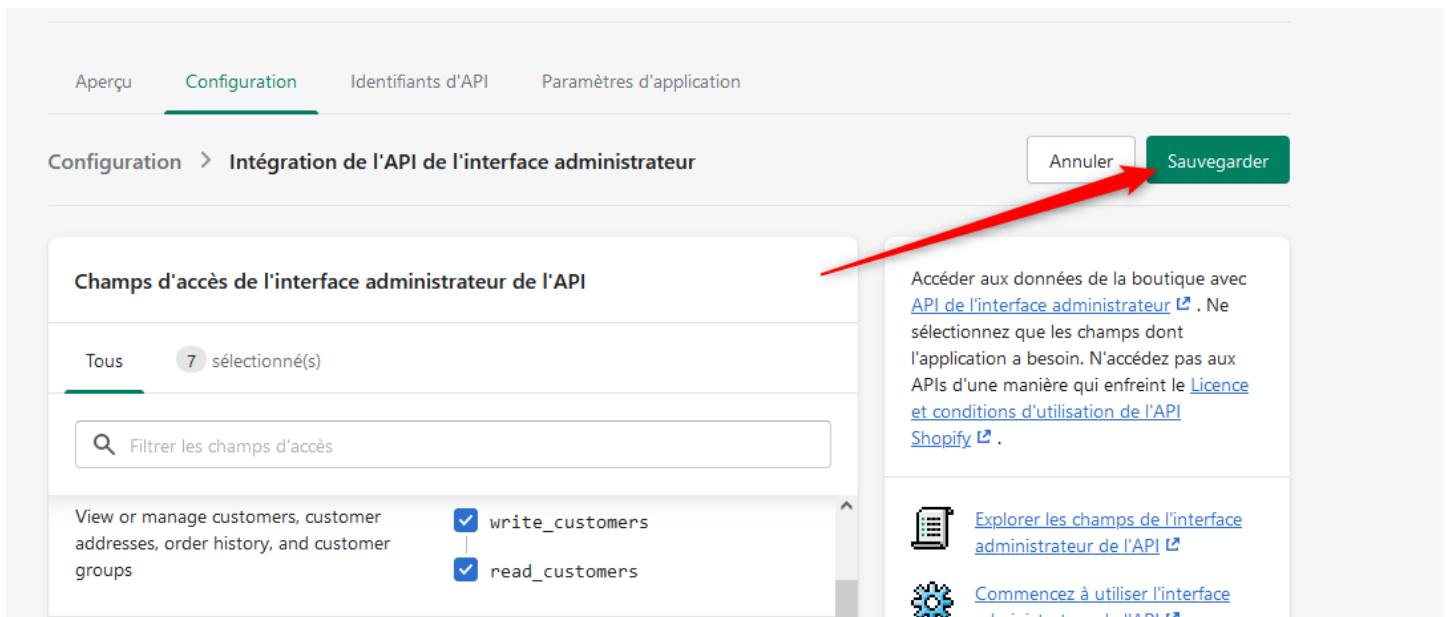 Aperçu Configuration Identifiants d'API Paramètres d'application
Configuration > Intégration de l'API de l'interface administrateur Annuler Sauvegarder
Champs d'accès de l'interface administrateur de l'API
Tous 7 sélectionné(s)
Filtrer les champs d'accès
View or manage customers, customer
addresses, order history, and customer
groups
write_customers
read_customers
Accéder aux données de la boutique avec
API de l'interface administrateur . Ne
sélectionnez que les champs dont
l'application a besoin. N'accédez pas aux
APIs d'une manière qui enfreint le Licence
et conditions d'utilisation de l'API
Shopify .
Explorer les champs de l'interface
administrateur de l'API
Commencez à utiliser l'interface